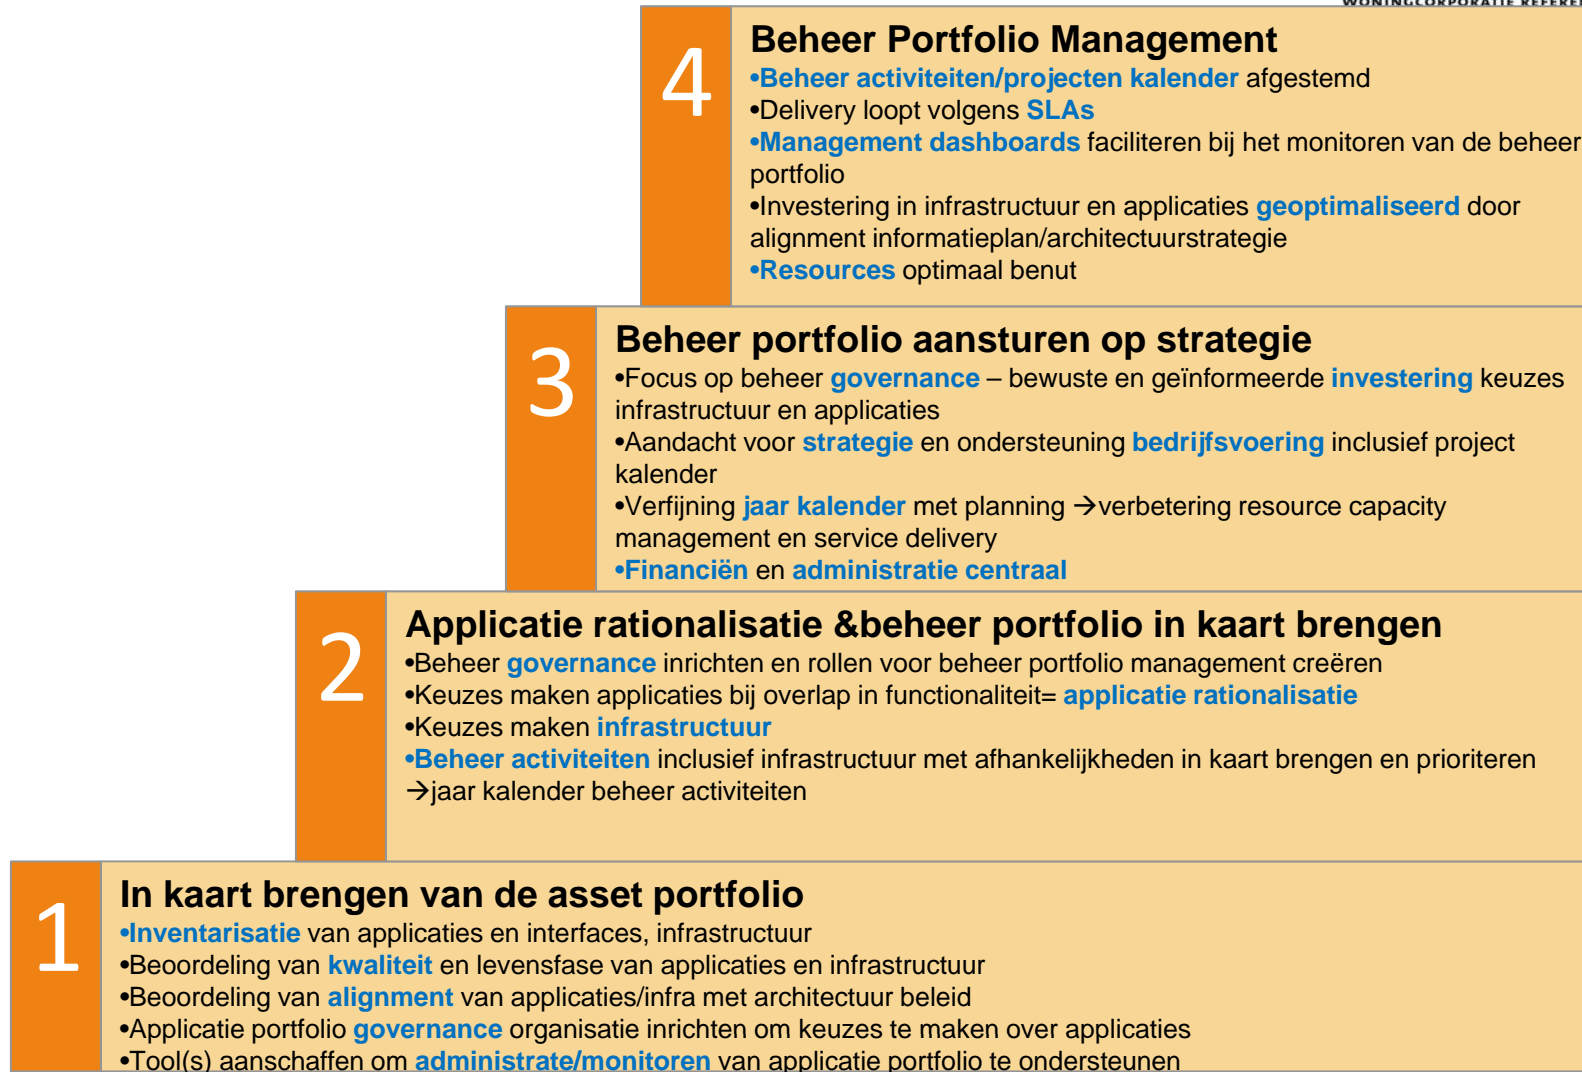 WONINGCORPORATIE
4
Beheer Portfolio Management
•Beheer activiteiten/projecten kalender afgestemd
•Delivery loopt volgens SLAs
•Management dashboards faciliteren bij het monitoren van de beheer
portfolio
•Investering in infrastructuur en applicaties geoptimaliseerd door
alignment informatieplan/architectuurstrategie
•Resources optimaal benut
3
Beheer portfolio aansturen op strategie
•Focus op beheer governance – bewuste en geïnformeerde investering keuzes
infrastructuur en applicaties
•Aandacht voor strategie en ondersteuning bedrijfsvoering inclusief project
kalender
•Verfijning jaar kalender met planning →verbetering resource capacity
management en service delivery
•Financiën en administratie centraal
2
Applicatie rationalisatie &beheer portfolio in kaart brengen
•Beheer governance inrichten en rollen voor beheer portfolio management creëren
•Keuzes maken applicaties bij overlap in functionaliteit= applicatie rationalisatie
•Keuzes maken infrastructuur
•Beheer activiteiten inclusief infrastructuur met afhankelijkheden in kaart brengen en prioriteren
→jaar kalender beheer activiteiten
1
In kaart brengen van de asset portfolio
•Inventarisatie van applicaties en interfaces, infrastructuur
•Beoordeling van kwaliteit en levensfase van applicaties en infrastructuur
•Beoordeling van alignment van applicaties/infra met architectuur beleid
•Applicatie portfolio governance organisatie inrichten om keuzes te maken over applicaties
•Tool(s) aanschaffen om administrate/monitoren van applicatie portfolio te ondersteunen